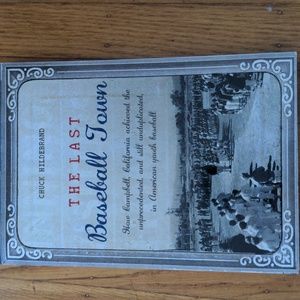 CHUCK HILDEBRAND
THE LAST
Baseball Town
How Campbell, California achieved the
unprecedented, and still unduplicated,
in American youth baseball